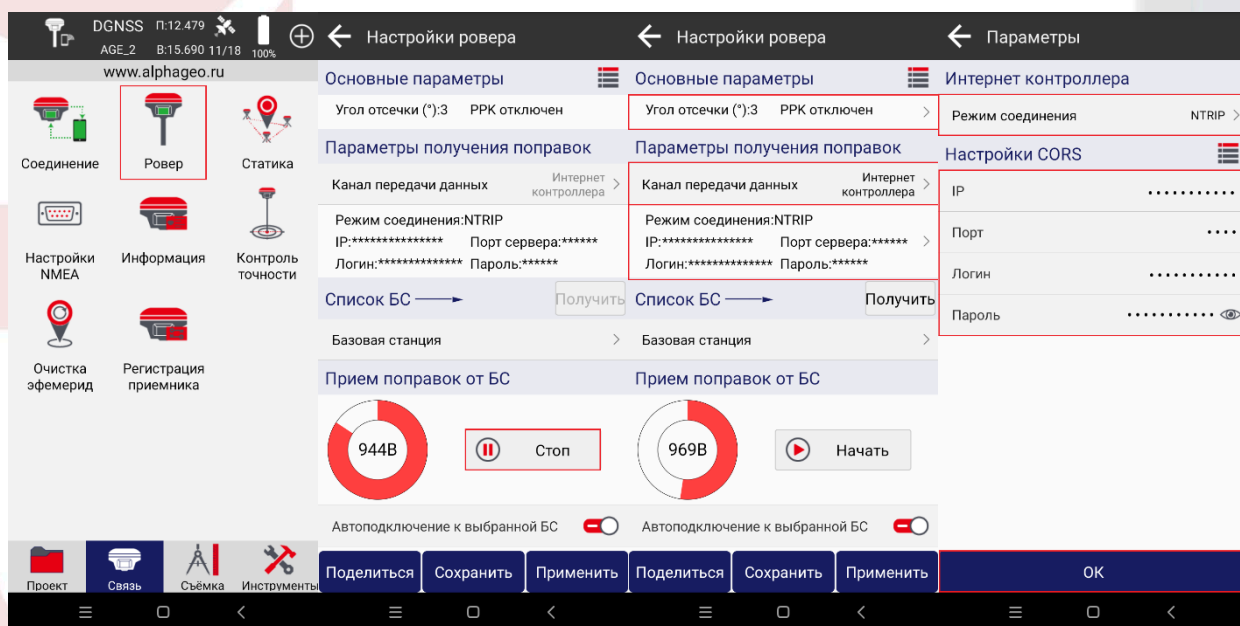 DGNSS П:12.479
AGE_2 В:15.690 11/18 100%
www.alphageo.ru
Соединение
Ровер
Статика
Настройки NMEA
Информация
Контроль точности
Очистка эфемерид
Регистрация приемника
Проект
Связь
Съёмка
Инструменты
Настройки ровера
Основные параметры
Угол отсечки (°):3 PPK отключен
Параметры получения поправок
Канал передачи данных Интернет контроллера
Режим соединения:NTRIP
IP:*************** Порт сервера:******
Логин:************** Пароль:******
Список БС Получить
Базовая станция
Прием поправок от БС
944B
Стоп
Автоподключение к выбранной БС
Поделиться Сохранить Применить
Настройки ровера
Основные параметры
Угол отсечки (°):3 PPK отключен
Параметры получения поправок
Канал передачи данных Интернет контроллера
Режим соединения:NTRIP
IP:*************** Порт сервера:******
Логин:************** Пароль:******
Список БС Получить
Базовая станция
Прием поправок от БС
969B
Начать
Автоподключение к выбранной БС
Поделиться Сохранить Применить
Параметры
Интернет контроллера
Режим соединения NTRIP
Настройки CORS
IP ···········
Порт ····
Логин ···········
Пароль ···········
ОК